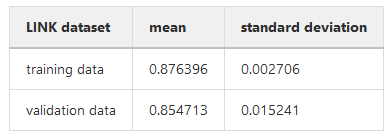 LINK dataset mean standard deviation
training data 0.876396 0.002706
validation data 0.854713 0.015241